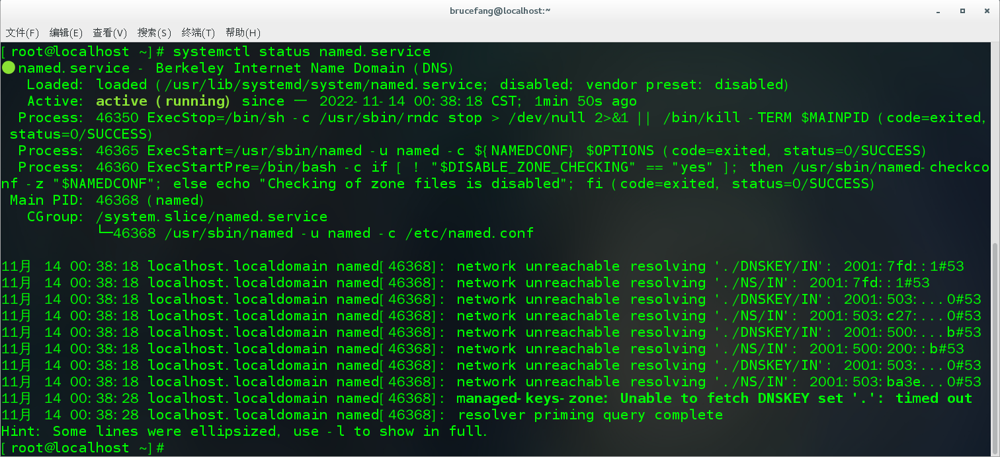 brucefang@localhost:~
文件(F) 编辑(E) 查看(V) 搜索(S) 终端(T) 帮助(H)
[root@localhost ~]# systemctl status named.service
● named.service - Berkeley Internet Name Domain (DNS)
   Loaded: loaded (/usr/lib/systemd/system/named.service; disabled; vendor preset: disabled)
   Active: active (running) since 一 2022-11-14 00:38:18 CST; 1min 50s ago
  Process: 46350 ExecStop=/bin/sh -c /usr/sbin/rndc stop > /dev/null 2>&1 || /bin/kill -TERM $MAINPID (code=exited,
 status=0/SUCCESS)
  Process: 46365 ExecStart=/usr/sbin/named -u named -c ${NAMEDCONF} $OPTIONS (code=exited, status=0/SUCCESS)
  Process: 46360 ExecStartPre=/bin/bash -c if [ ! "$DISABLE_ZONE_CHECKING" == "yes" ]; then /usr/sbin/named-checkco
nf -z "$NAMEDCONF"; else echo "Checking of zone files is disabled"; fi (code=exited, status=0/SUCCESS)
 Main PID: 46368 (named)
   CGroup: /system.slice/named.service
           └─46368 /usr/sbin/named -u named -c /etc/named.conf
11月 14 00:38:18 localhost.localdomain named[46368]: network unreachable resolving './DNSKEY/IN': 2001:7fd::1#53
11月 14 00:38:18 localhost.localdomain named[46368]: network unreachable resolving './NS/IN': 2001:7fd::1#53
11月 14 00:38:18 localhost.localdomain named[46368]: network unreachable resolving './DNSKEY/IN': 2001:503:...0#53
11月 14 00:38:18 localhost.localdomain named[46368]: network unreachable resolving './NS/IN': 2001:503:c27:...0#53
11月 14 00:38:18 localhost.localdomain named[46368]: network unreachable resolving './DNSKEY/IN': 2001:500:...b#53
11月 14 00:38:18 localhost.localdomain named[46368]: network unreachable resolving './NS/IN': 2001:500:200::b#53
11月 14 00:38:18 localhost.localdomain named[46368]: network unreachable resolving './DNSKEY/IN': 2001:503:...0#53
11月 14 00:38:18 localhost.localdomain named[46368]: network unreachable resolving './NS/IN': 2001:503:ba3e...0#53
11月 14 00:38:28 localhost.localdomain named[46368]: managed-keys-zone: Unable to fetch DNSKEY set '.': timed out
11月 14 00:38:28 localhost.localdomain named[46368]: resolver priming query complete
Hint: Some lines were ellipsized, use -l to show in full.
[root@localhost ~]#